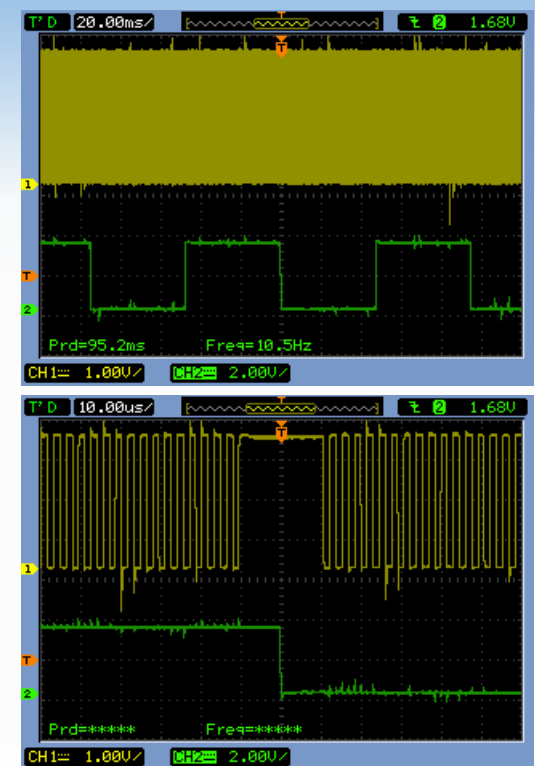 T'D 20.00ms/ T 2 1.68V
T
1
T
2
Prd=95.2ms Freq=10.5Hz
CH1 1.00V/ CH2 2.00V/
T'D 10.00us/ T 2 1.68V
T
1
T
2
Prd=***** Freq=*****
CH1 1.00V/ CH2 2.00V/